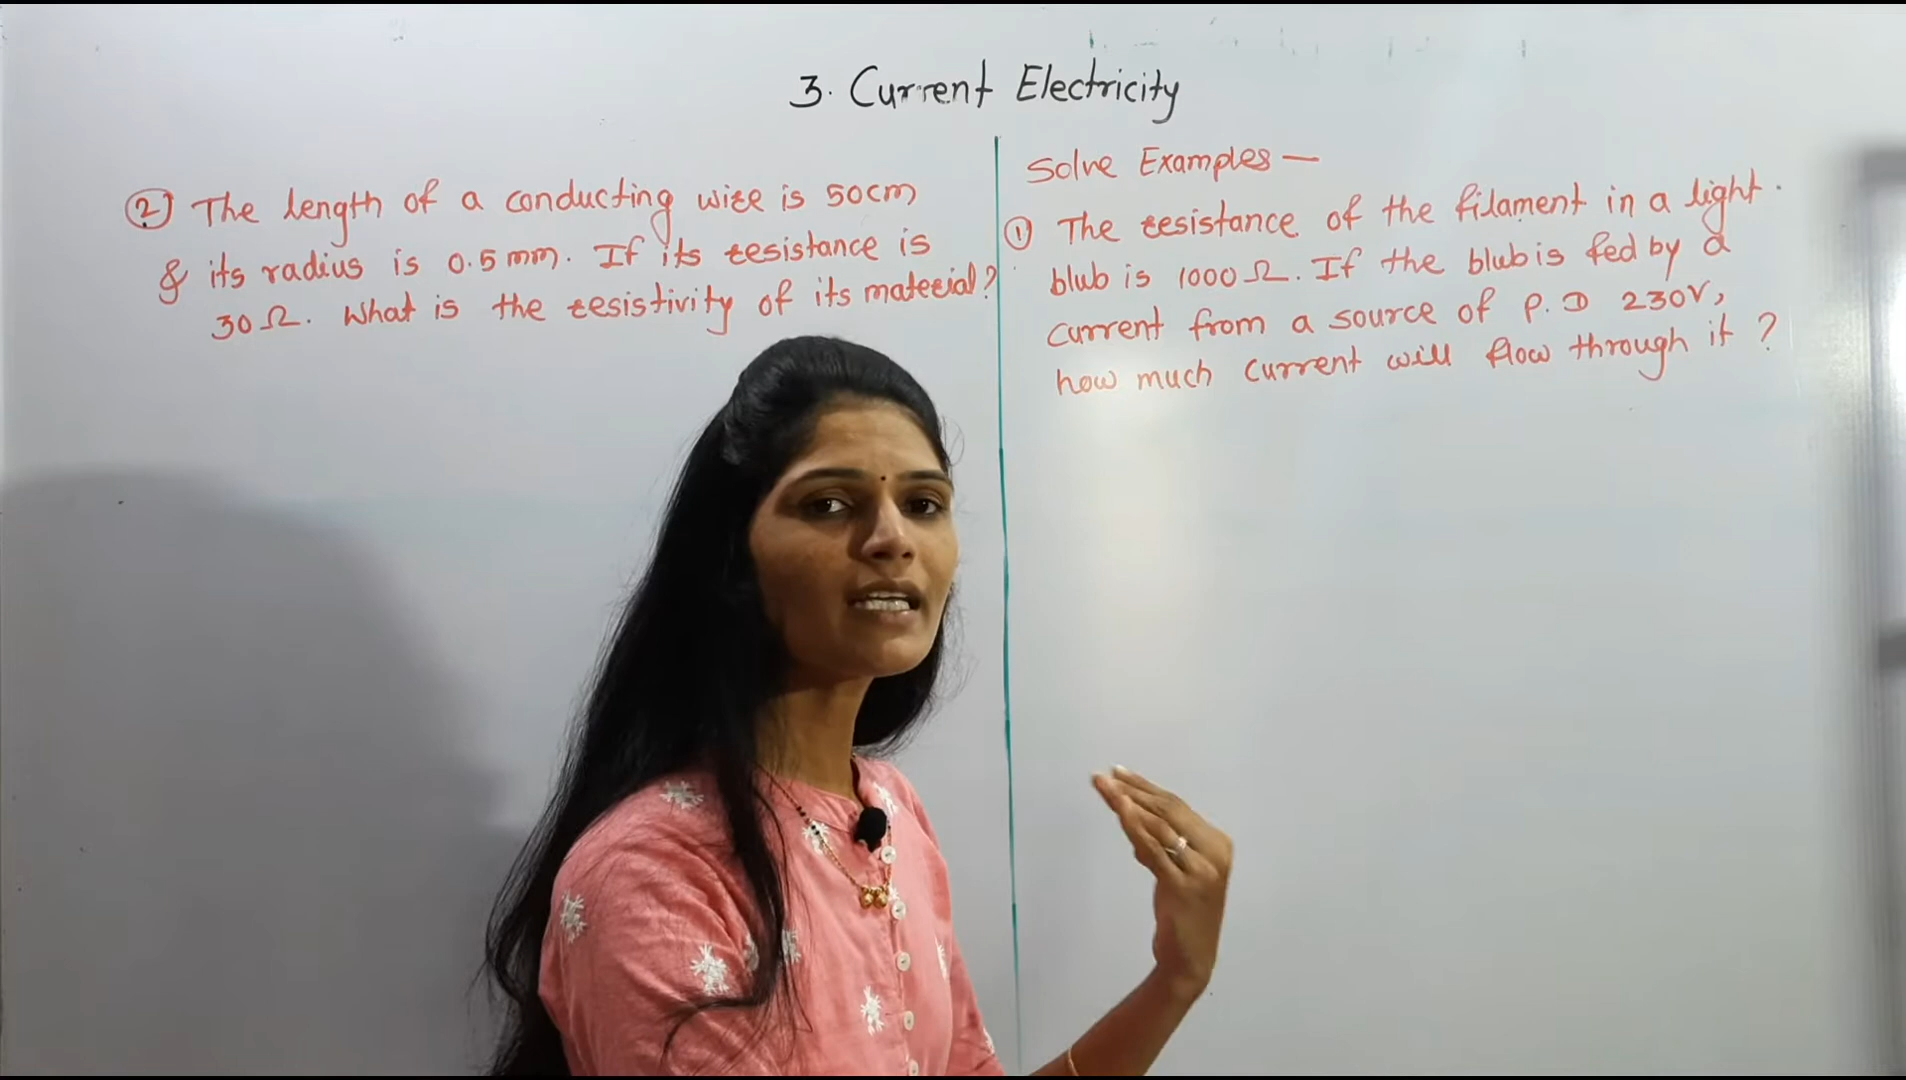 3. Current Electricity
② The length of a conducting wire is 50cm
& its radius is 0.5mm. If its resistance is
30Ω. What is the resistivity of its material?
Solve Examples —
① The resistance of the filament in a light
blub is 1000Ω. If the blub is fed by a
current from a source of P.D 230V,
how much current will flow through it?